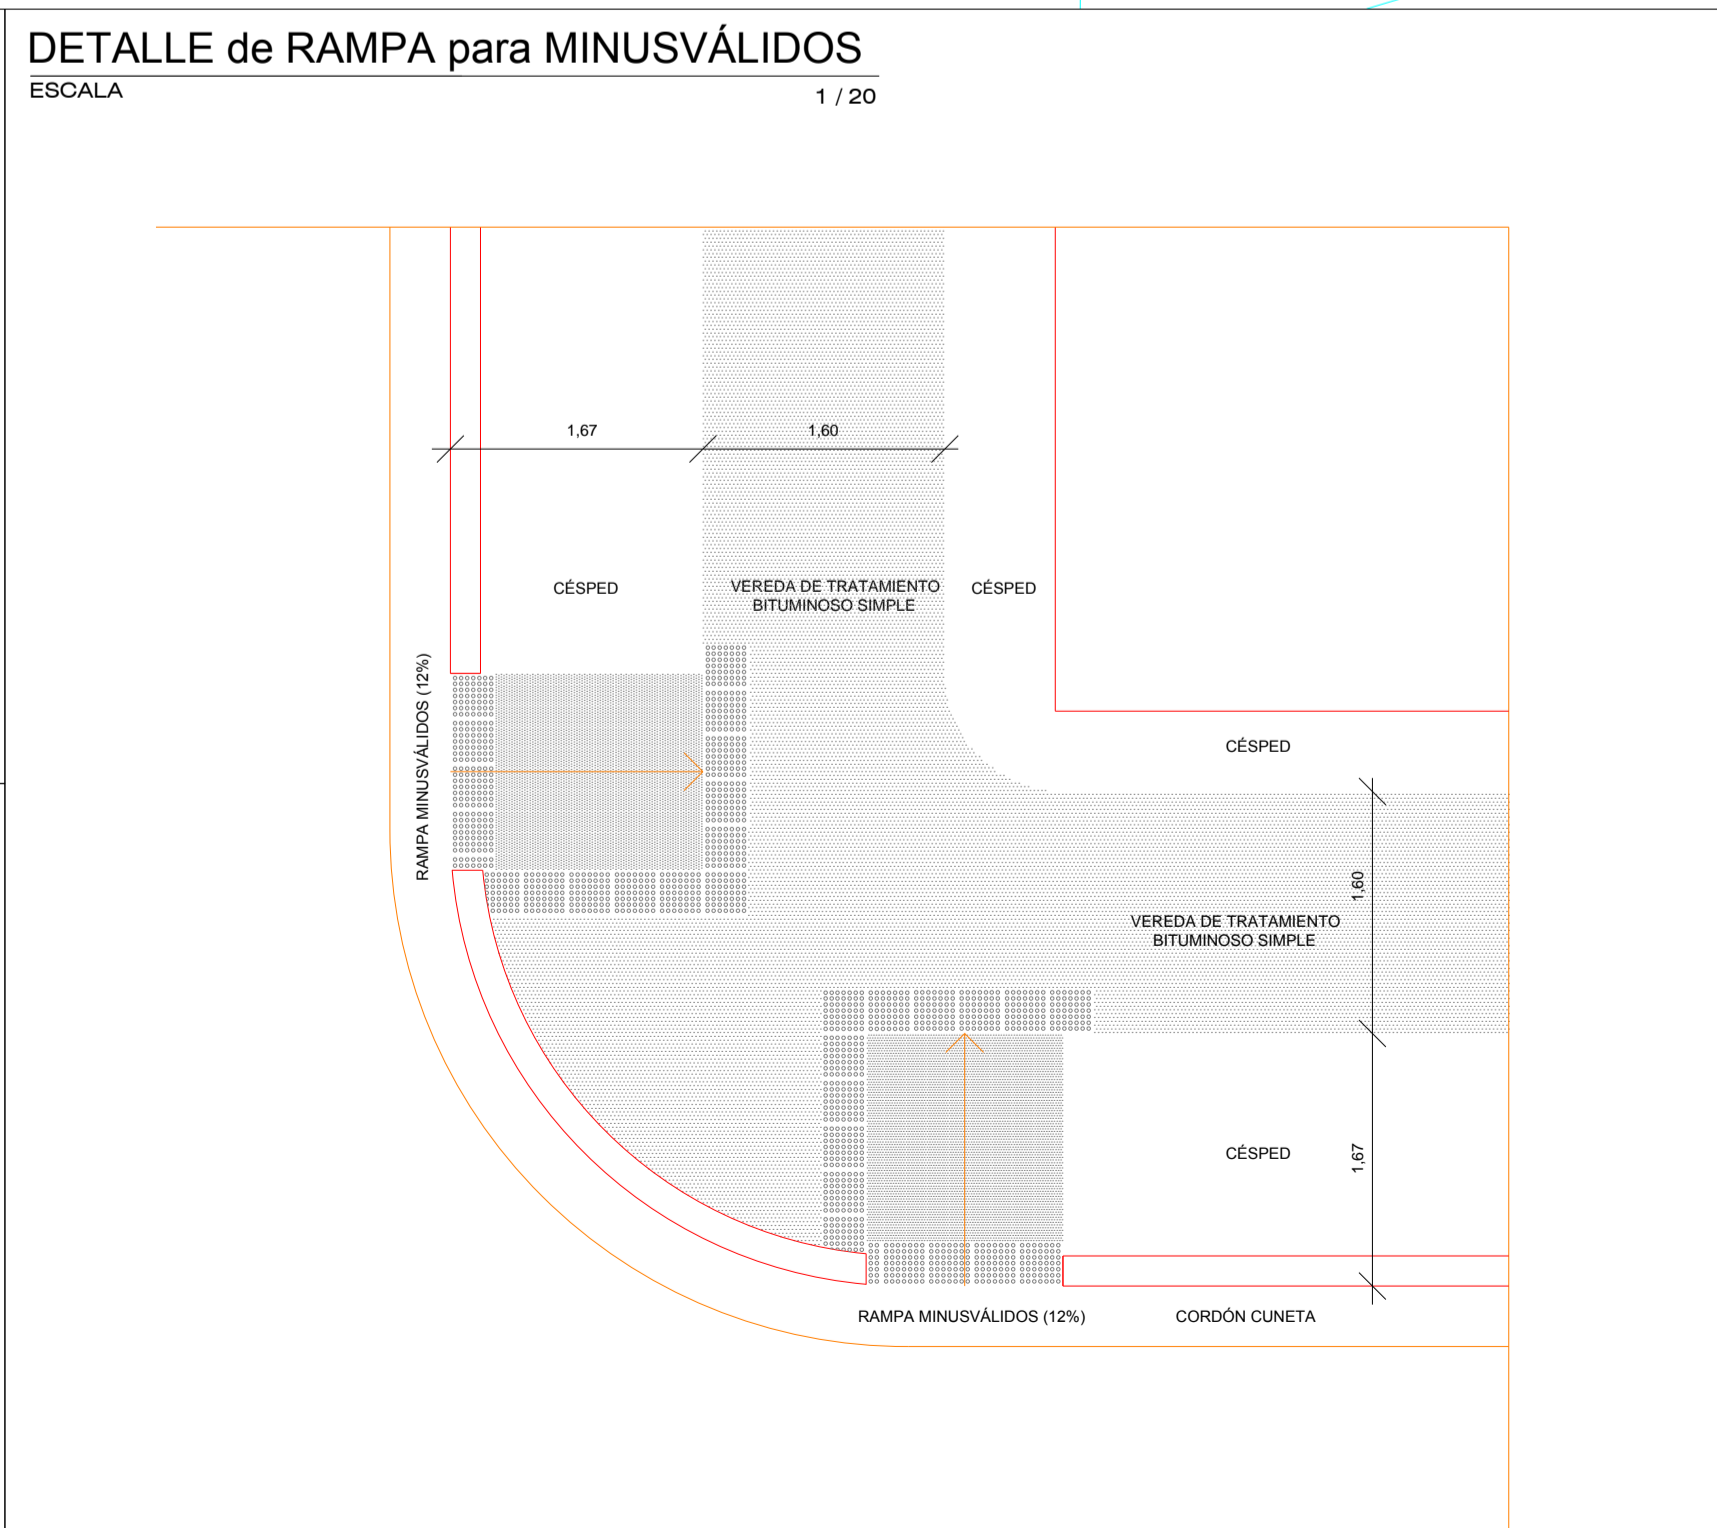 DETALLE de RAMPA para MINUSVÁLIDOS
ESCALA
1 / 20
1,67
1,60
CÉSPED
VEREDA DE TRATAMIENTO
BITUMINOSO SIMPLE
CÉSPED
RAMPA MINUSVÁLIDOS (12%)
CÉSPED
1,60
VEREDA DE TRATAMIENTO
BITUMINOSO SIMPLE
CÉSPED
1,67
RAMPA MINUSVÁLIDOS (12%)
CORDÓN CUNETA